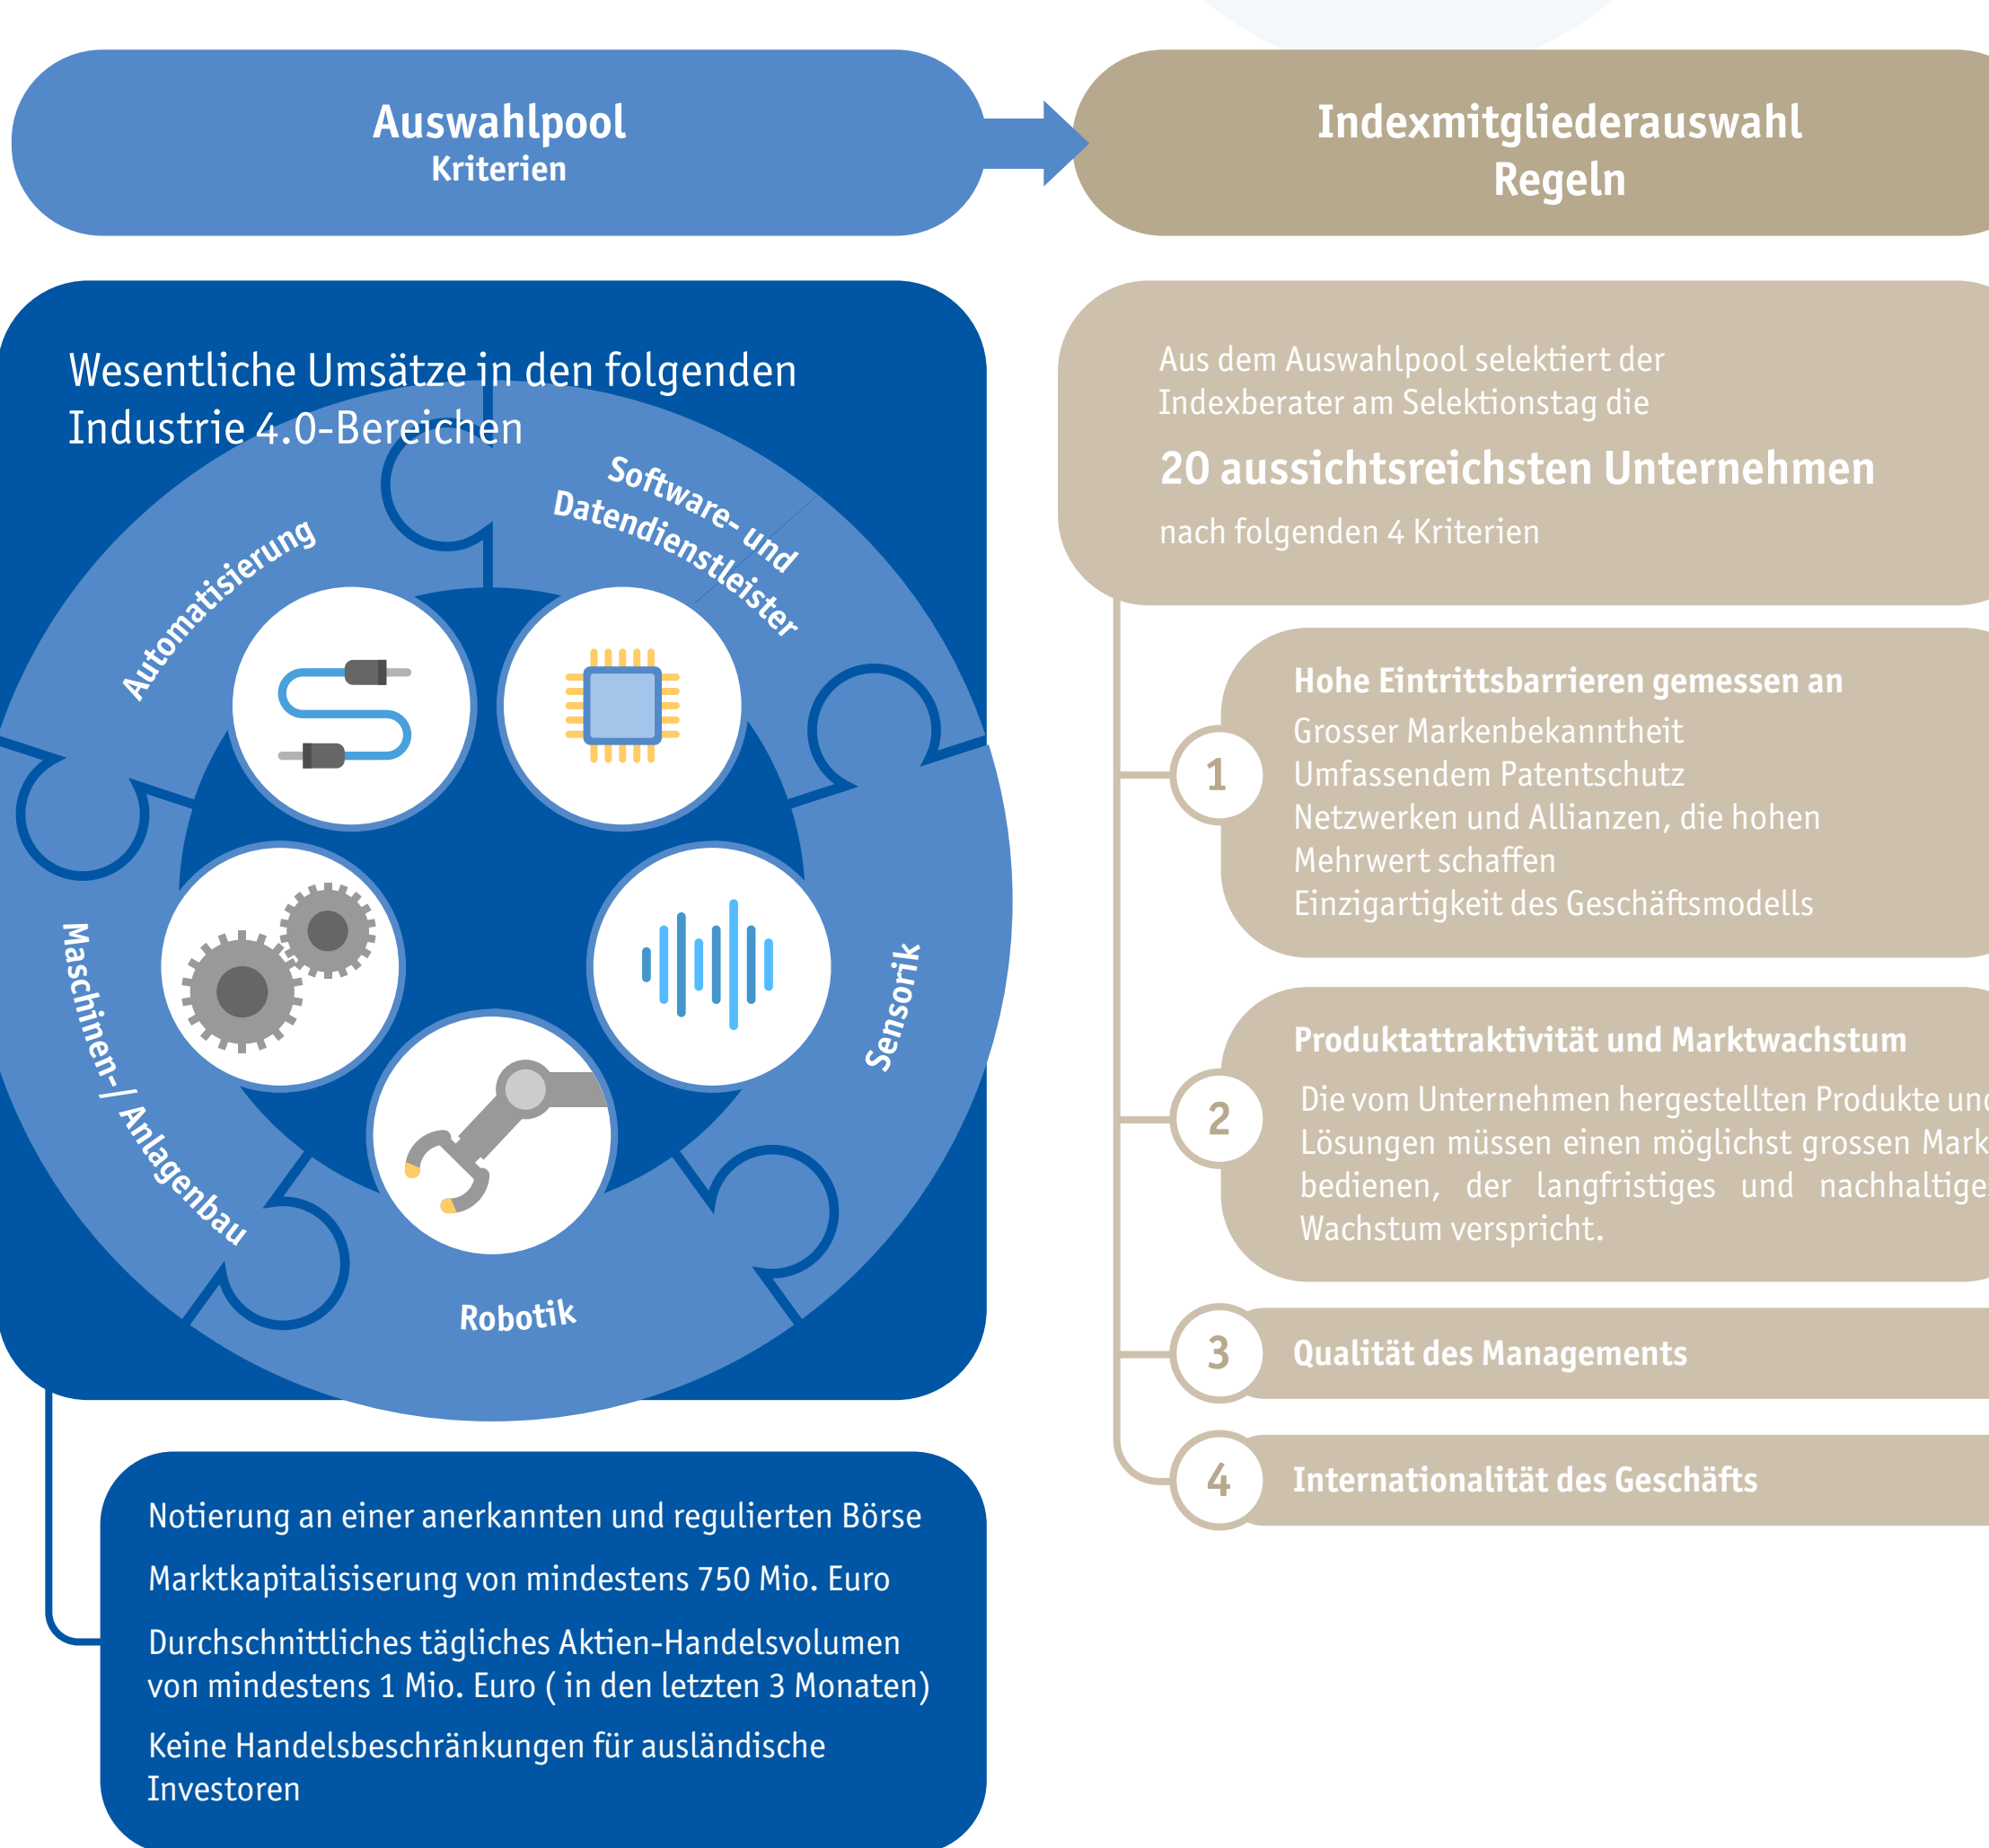 Auswahlpool
Kriterien
Wesentliche Umsätze in den folgenden
Industrie 4.0-Bereichen
Automatisierung
Software- und
Datendienstleister
Sensorik
Robotik
Maschinen- / Anlagenbau
Notierung an einer anerkannten und regulierten Börse
Marktkapitalisiserung von mindestens 750 Mio. Euro
Durchschnittliches tägliches Aktien-Handelsvolumen
von mindestens 1 Mio. Euro ( in den letzten 3 Monaten)
Keine Handelsbeschränkungen für ausländische
Investoren
Indexmitgliederauswahl
Regeln
Aus dem Auswahlpool selektiert der
Indexberater am Selektionstag die
20 aussichtsreichsten Unternehmen
nach folgenden 4 Kriterien
1
Hohe Eintrittsbarrieren gemessen an
Grosser Markenbekanntheit
Umfassendem Patentschutz
Netzwerken und Allianzen, die hohen
Mehrwert schaffen
Einzigartigkeit des Geschäftsmodells
2
Produktattraktivität und Marktwachstum
Die vom Unternehmen hergestellten Produkte und
Lösungen müssen einen möglichst grossen Mark
bedienen, der langfristiges und nachhaltiges
Wachstum verspricht.
3
Qualität des Managements
4
Internationalität des Geschäfts